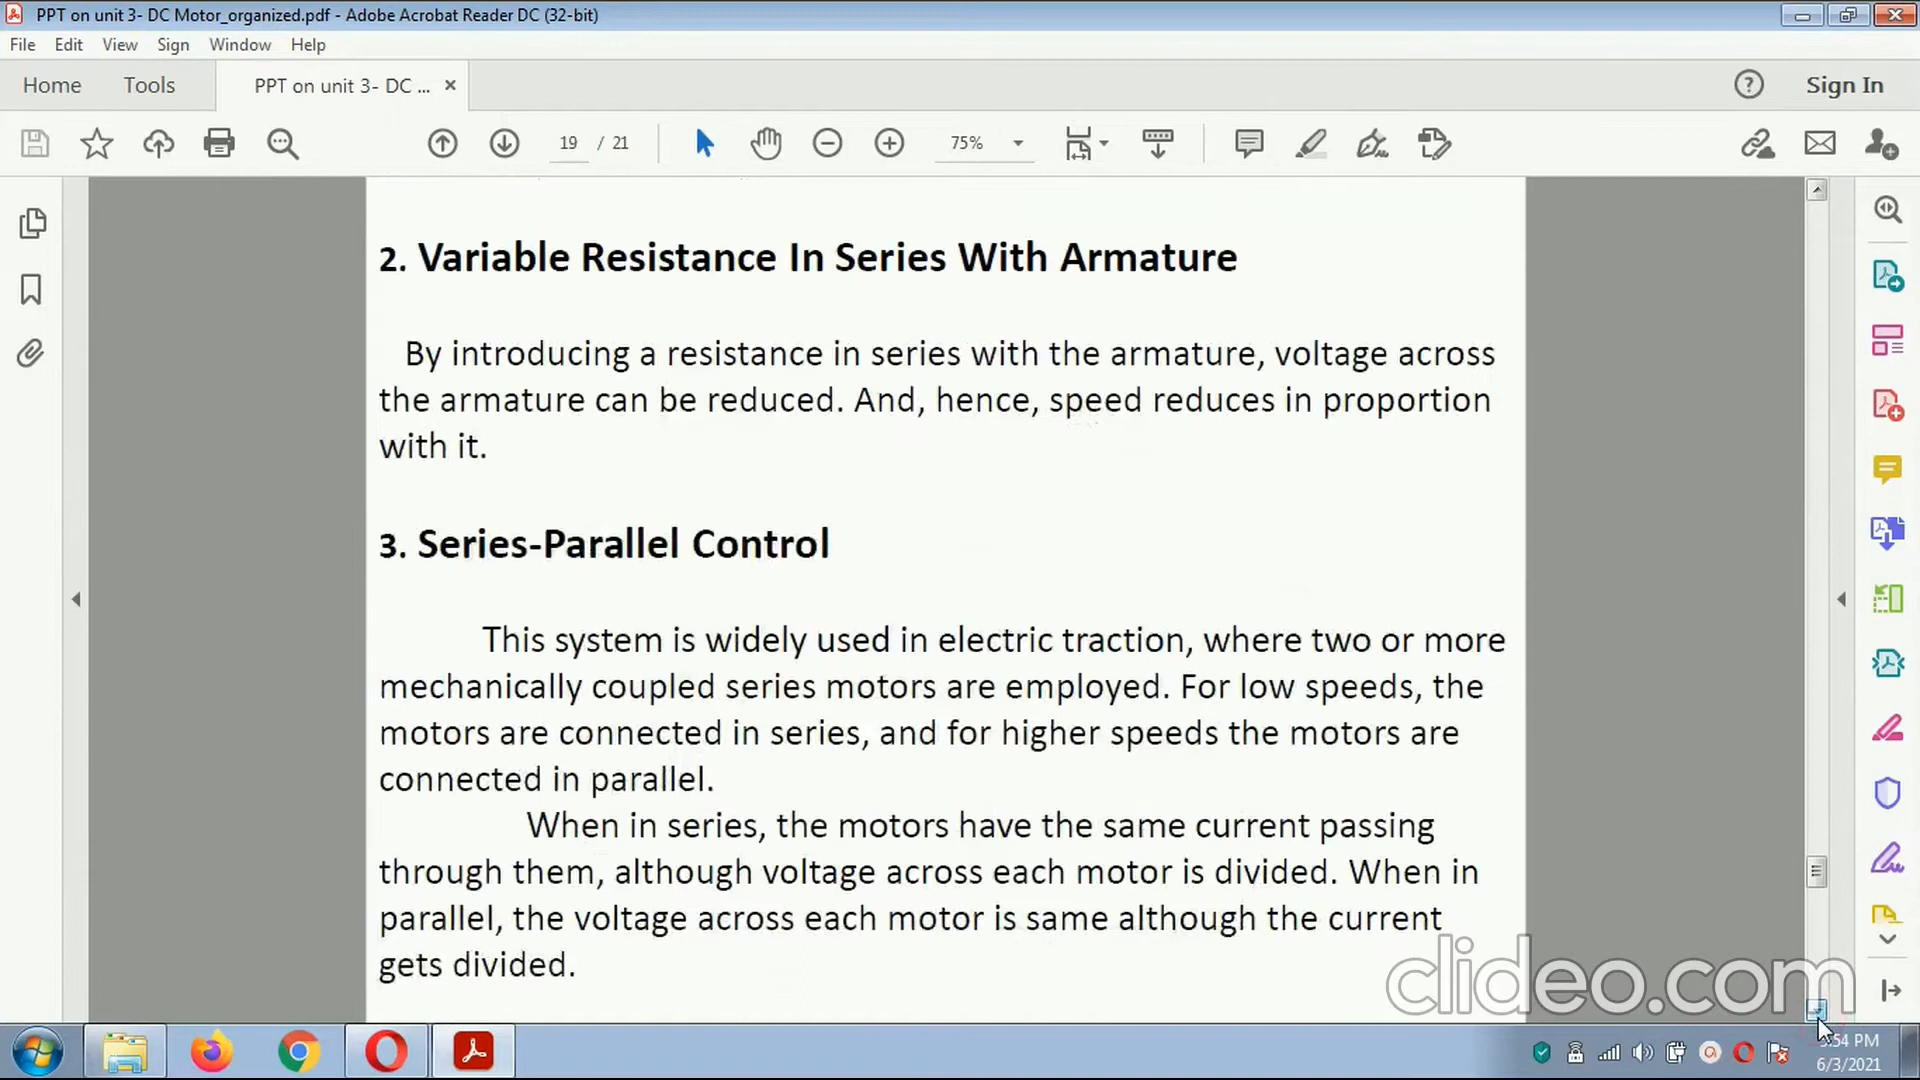 PPT on unit 3- DC Motor_organized.pdf - Adobe Acrobat Reader DC (32-bit)
File Edit View Sign Window Help
Home Tools PPT on unit 3- DC ... × Sign In
19 / 21 75%
2. Variable Resistance In Series With Armature
By introducing a resistance in series with the armature, voltage across
the armature can be reduced. And, hence, speed reduces in proportion
with it.
3. Series-Parallel Control
This system is widely used in electric traction, where two or more
mechanically coupled series motors are employed. For low speeds, the
motors are connected in series, and for higher speeds the motors are
connected in parallel.
When in series, the motors have the same current passing
through them, although voltage across each motor is divided. When in
parallel, the voltage across each motor is same although the current
gets divided.
clideo.com
:54 PM
6/3/2021